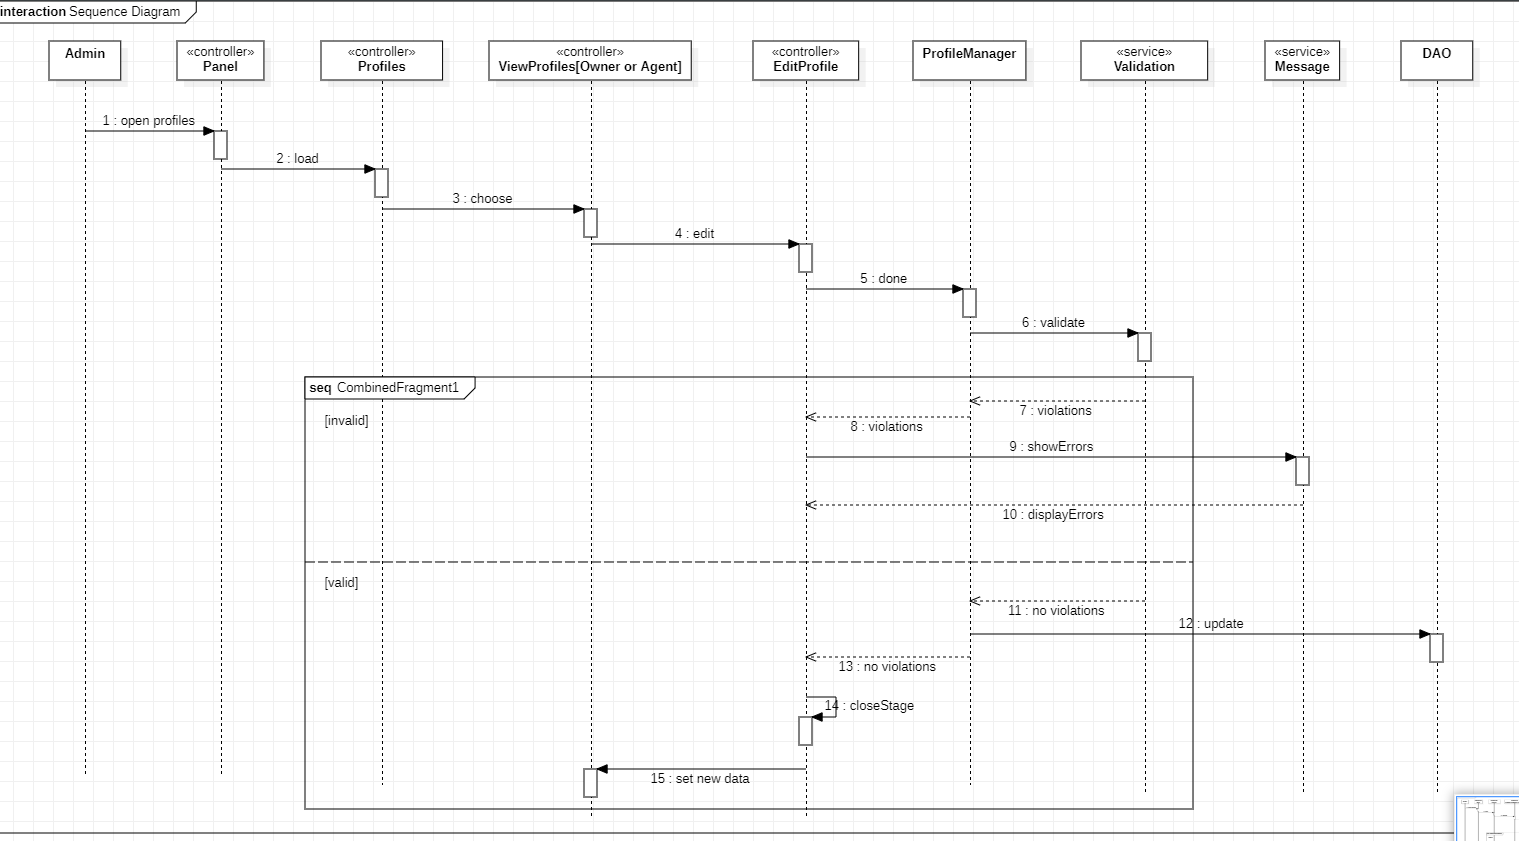 interaction Sequence Diagram
Admin
«controller»
Panel
«controller»
Profiles
«controller»
ViewProfiles[Owner or Agent]
«controller»
EditProfile
ProfileManager
«service»
Validation
«service»
Message
DAO
1 : open profiles
2 : load
3 : choose
4 : edit
5 : done
6 : validate
seq CombinedFragment1
[invalid]
7 : violations
8 : violations
9 : showErrors
10 : displayErrors
[valid]
11 : no violations
12 : update
13 : no violations
14 : closeStage
15 : set new data